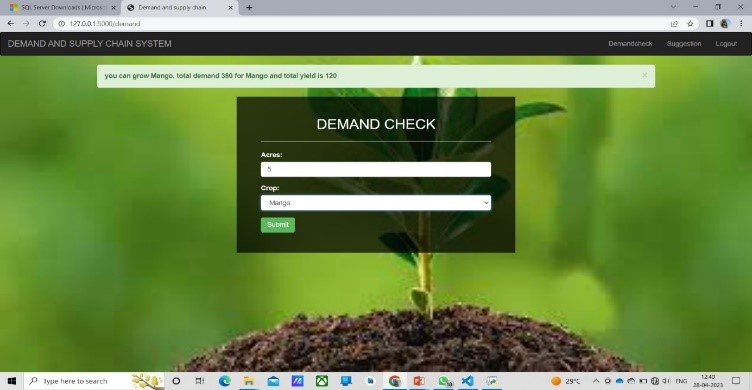 SQL Server Downloads | Microso
Demand and supply chain
127.0.0.1:5000/demand
DEMAND AND SUPPLY CHAIN SYSTEM
Demandcheck
Suggestion
Logout
you can grow Mango, total demand 380 for Mango and total yield is 120
DEMAND CHECK
Acres:
5
Crop:
Mango
Submit
Type here to search
29°C
ENG
12:40
28-04-2023